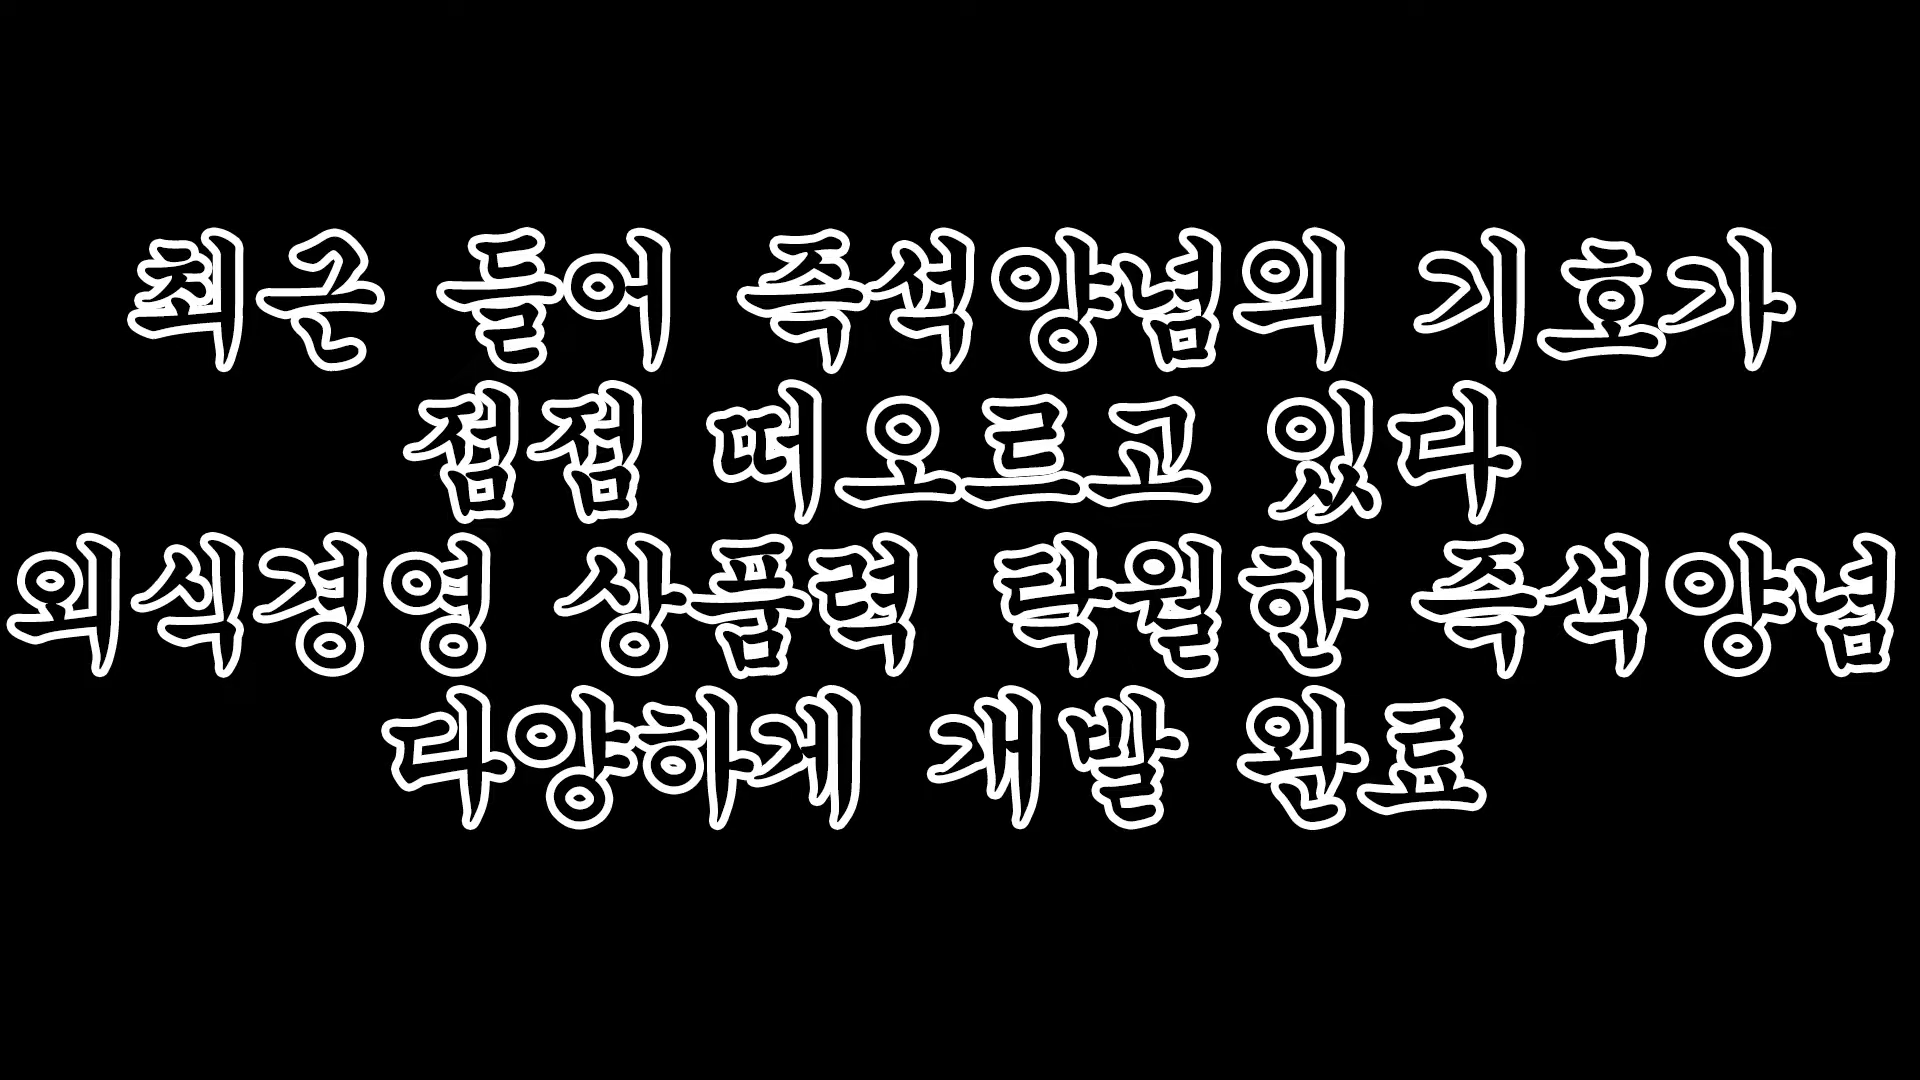 최근 들어 즉석양념의 기호가
점점 떠오르고 있다
외식경영 상품력 탁월한 즉석양념
다양하게 개발 완료